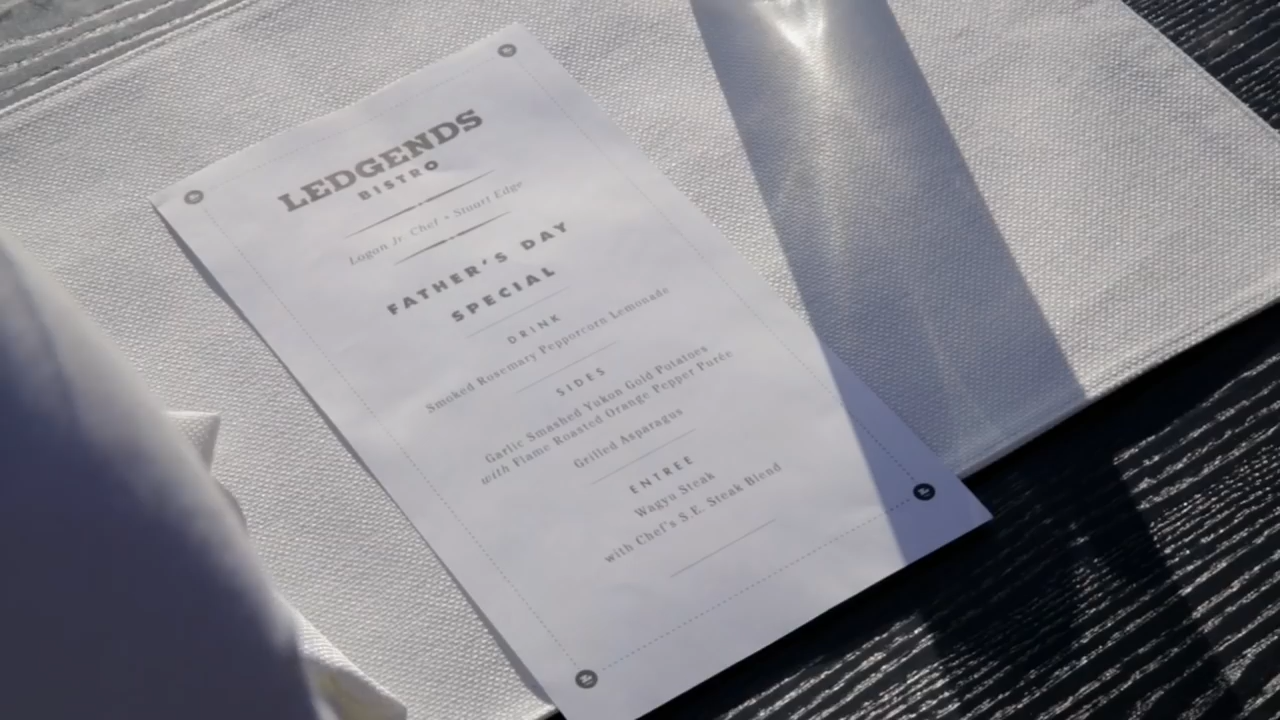 LEDGENDS
BISTRO
Logan Jr. Chef • Stuart Edge
FATHER'S DAY
SPECIAL
DRINK
Smoked Rosemary Pepporcorn Lemonade
SIDES
Garlic Smashed Yukon Gold Potatoes
with Flame Roasted Orange Pepper Purée
Grilled Asparagus
ENTREE
Wagyu Steak
with Chef's S.E. Steak Blend